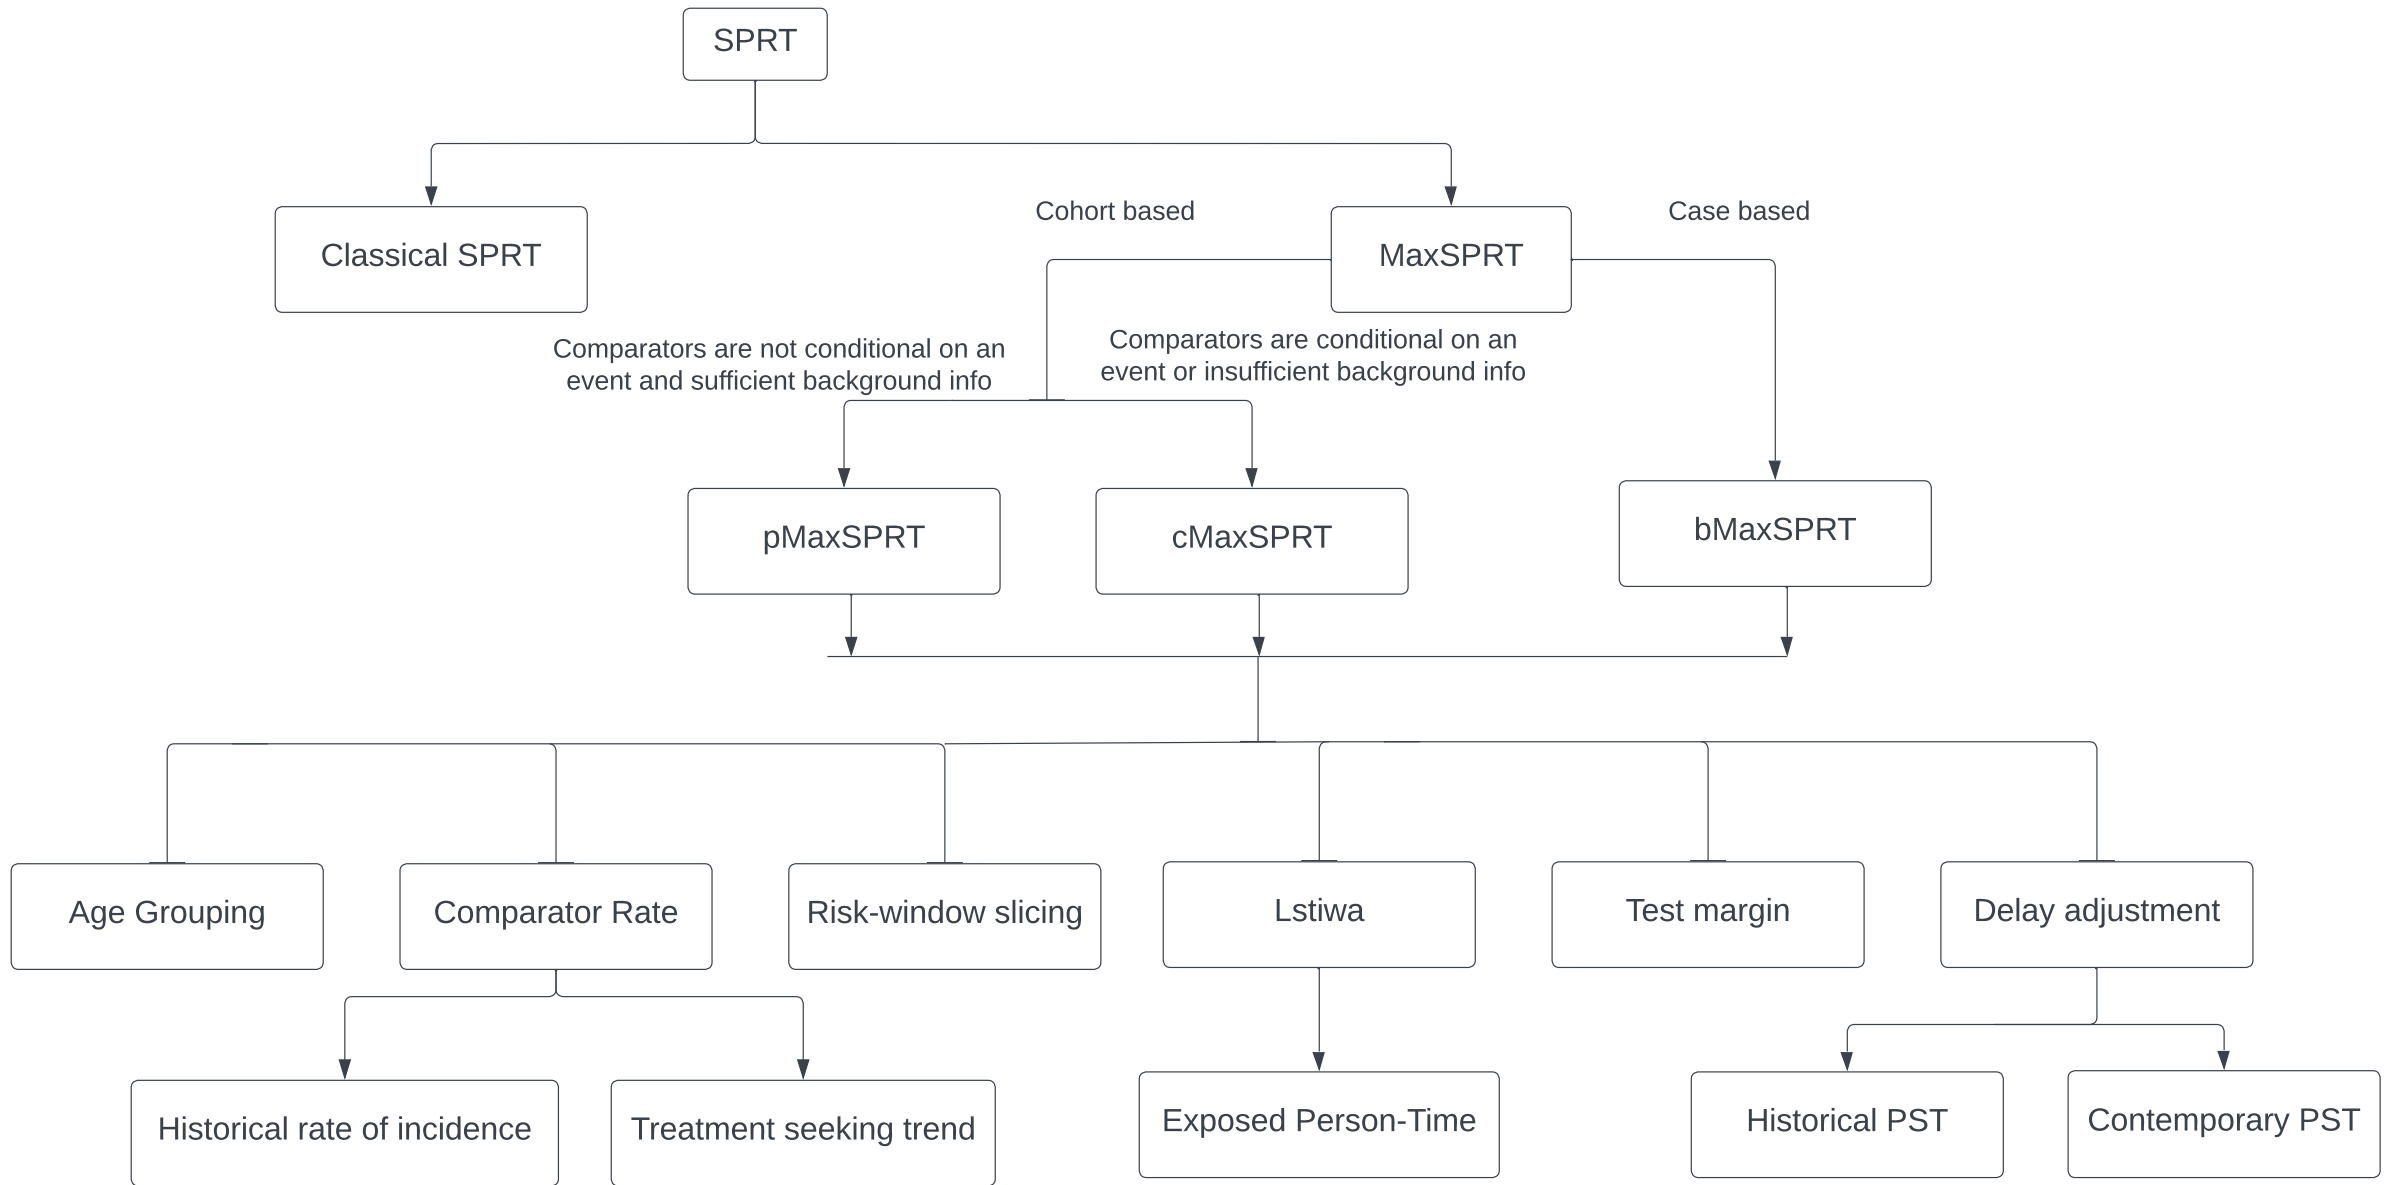 SPRT
Cohort based
Case based
Classical SPRT
MaxSPRT
Comparators are not conditional on an
event and sufficient background info
Comparators are conditional on an
event or insufficient background info
pMaxSPRT
cMaxSPRT
bMaxSPRT
Age Grouping
Comparator Rate
Risk-window slicing
Lstiwa
Test margin
Delay adjustment
Historical rate of incidence
Treatment seeking trend
Exposed Person-Time
Historical PST
Contemporary PST